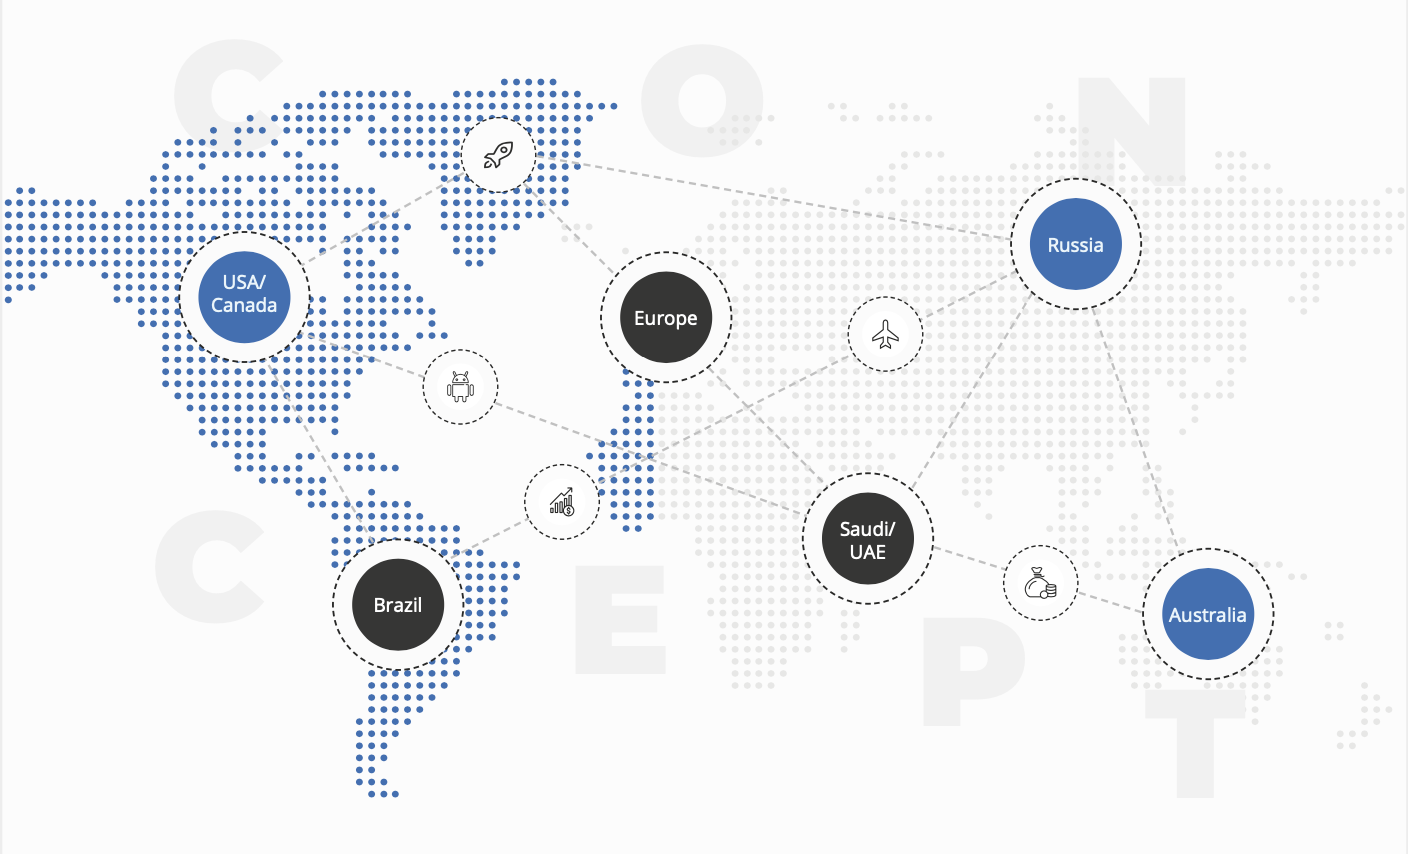 C O N
C E P T
USA/
Canada
Europe
Russia
Brazil
Saudi/
UAE
Australia
$